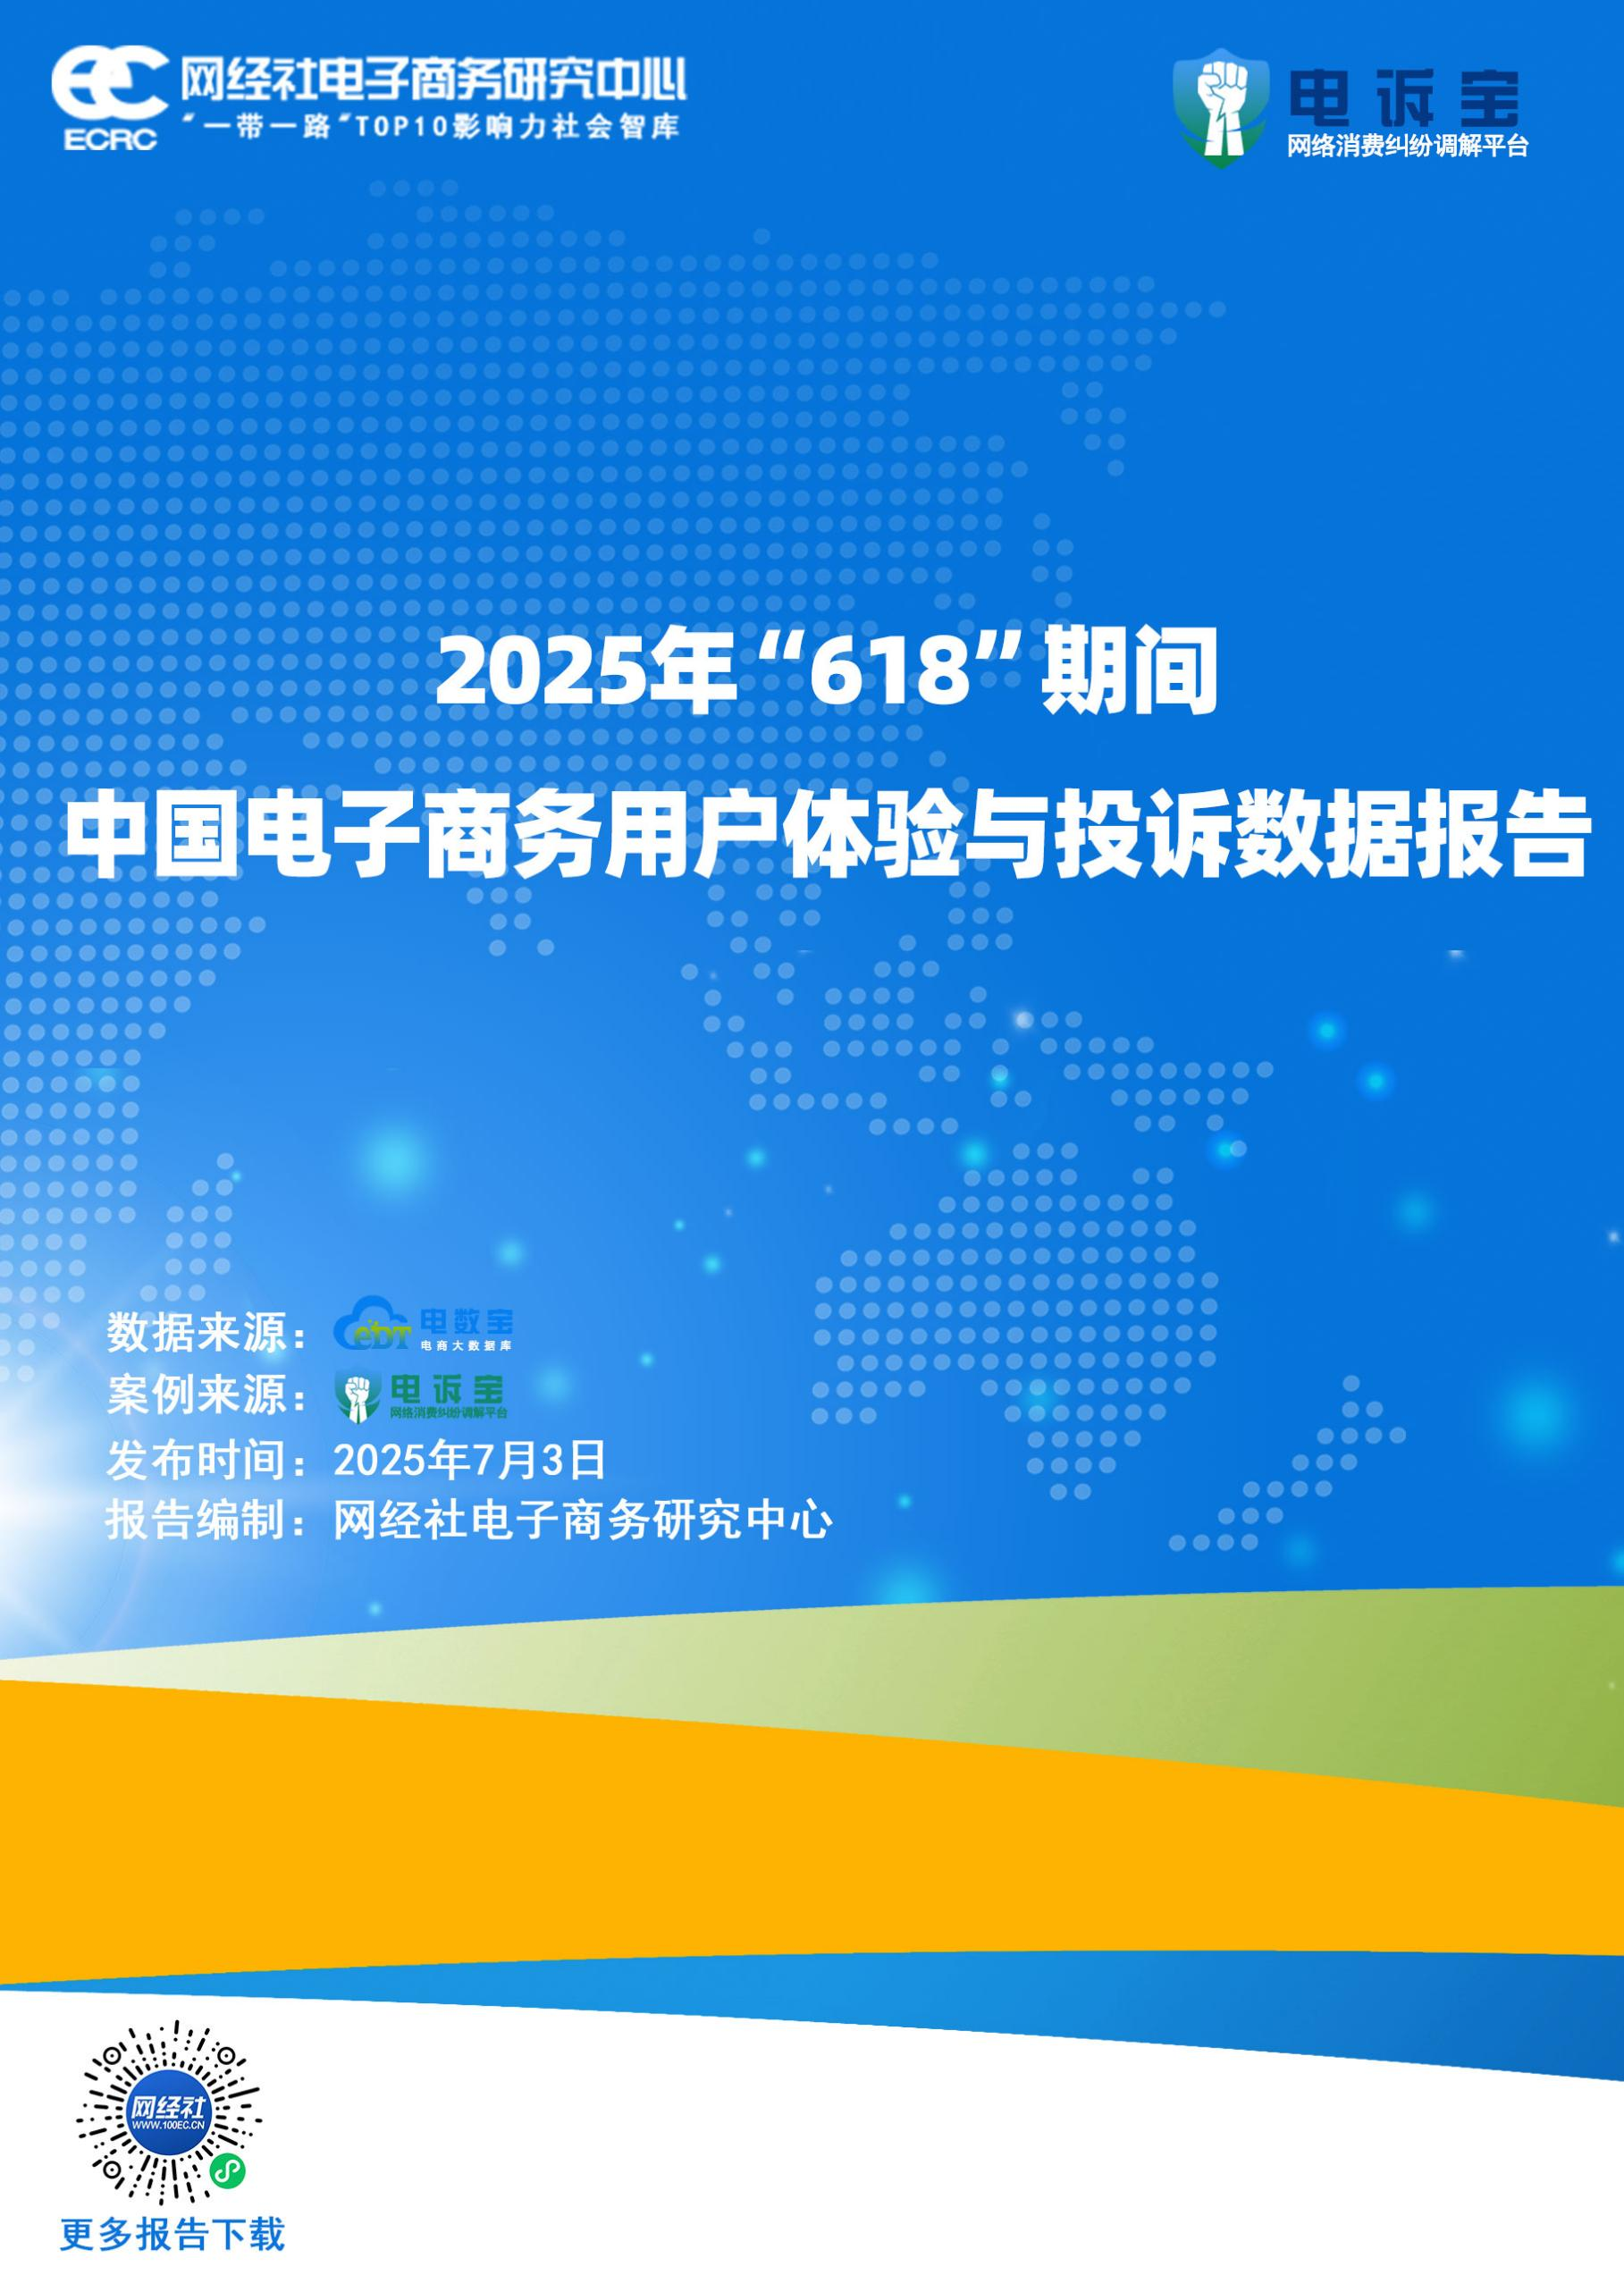 网经社电子商务研究中心
“一带一路”TOP10影响力社会智库
ECRC
电诉宝
网络消费纠纷调解平台
2025年“618”期间
中国电子商务用户体验与投诉数据报告
数据来源：eDT 电数宝
电商大数据库
案例来源：电诉宝
网络消费纠纷调解平台
发布时间：2025年7月3日
报告编制：网经社电子商务研究中心
网经社
WWW.100EC.CN
更多报告下载